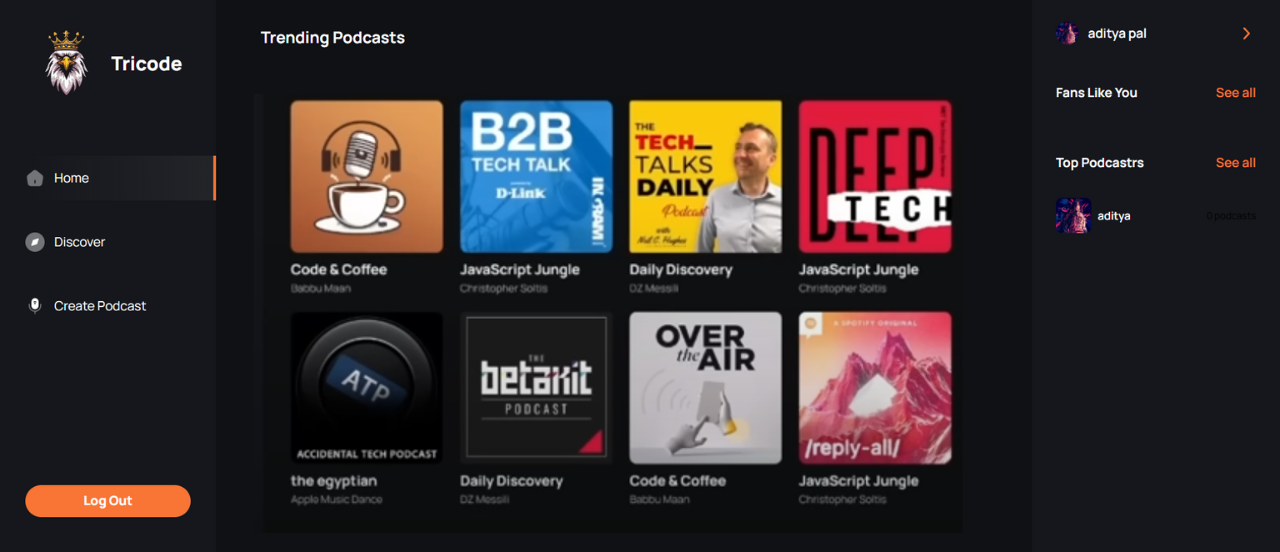 Tricode
Home
Discover
Create Podcast
Log Out
Trending Podcasts
Code & Coffee
Babbu Maan
B2B
TECH TALK
D-Link
JavaScript Jungle
Christopher Soltis
THE
TECH
TALKS
DAILY
Podcast
with
Neil C. Hughes
Daily Discovery
DZ Messili
DEEP
TECH
JavaScript Jungle
Christopher Soltis
ATP
ACCIDENTAL TECH PODCAST
the egyptian
Apple Music Dance
THE
betakit
PODCAST
Daily Discovery
DZ Messili
OVER
the AIR
Code & Coffee
Babbu Maan
A SPOTIFY ORIGINAL
/reply-all/
JavaScript Jungle
Christopher Soltis
aditya pal
Fans Like You
See all
Top Podcastrs
See all
aditya
0 podcasts